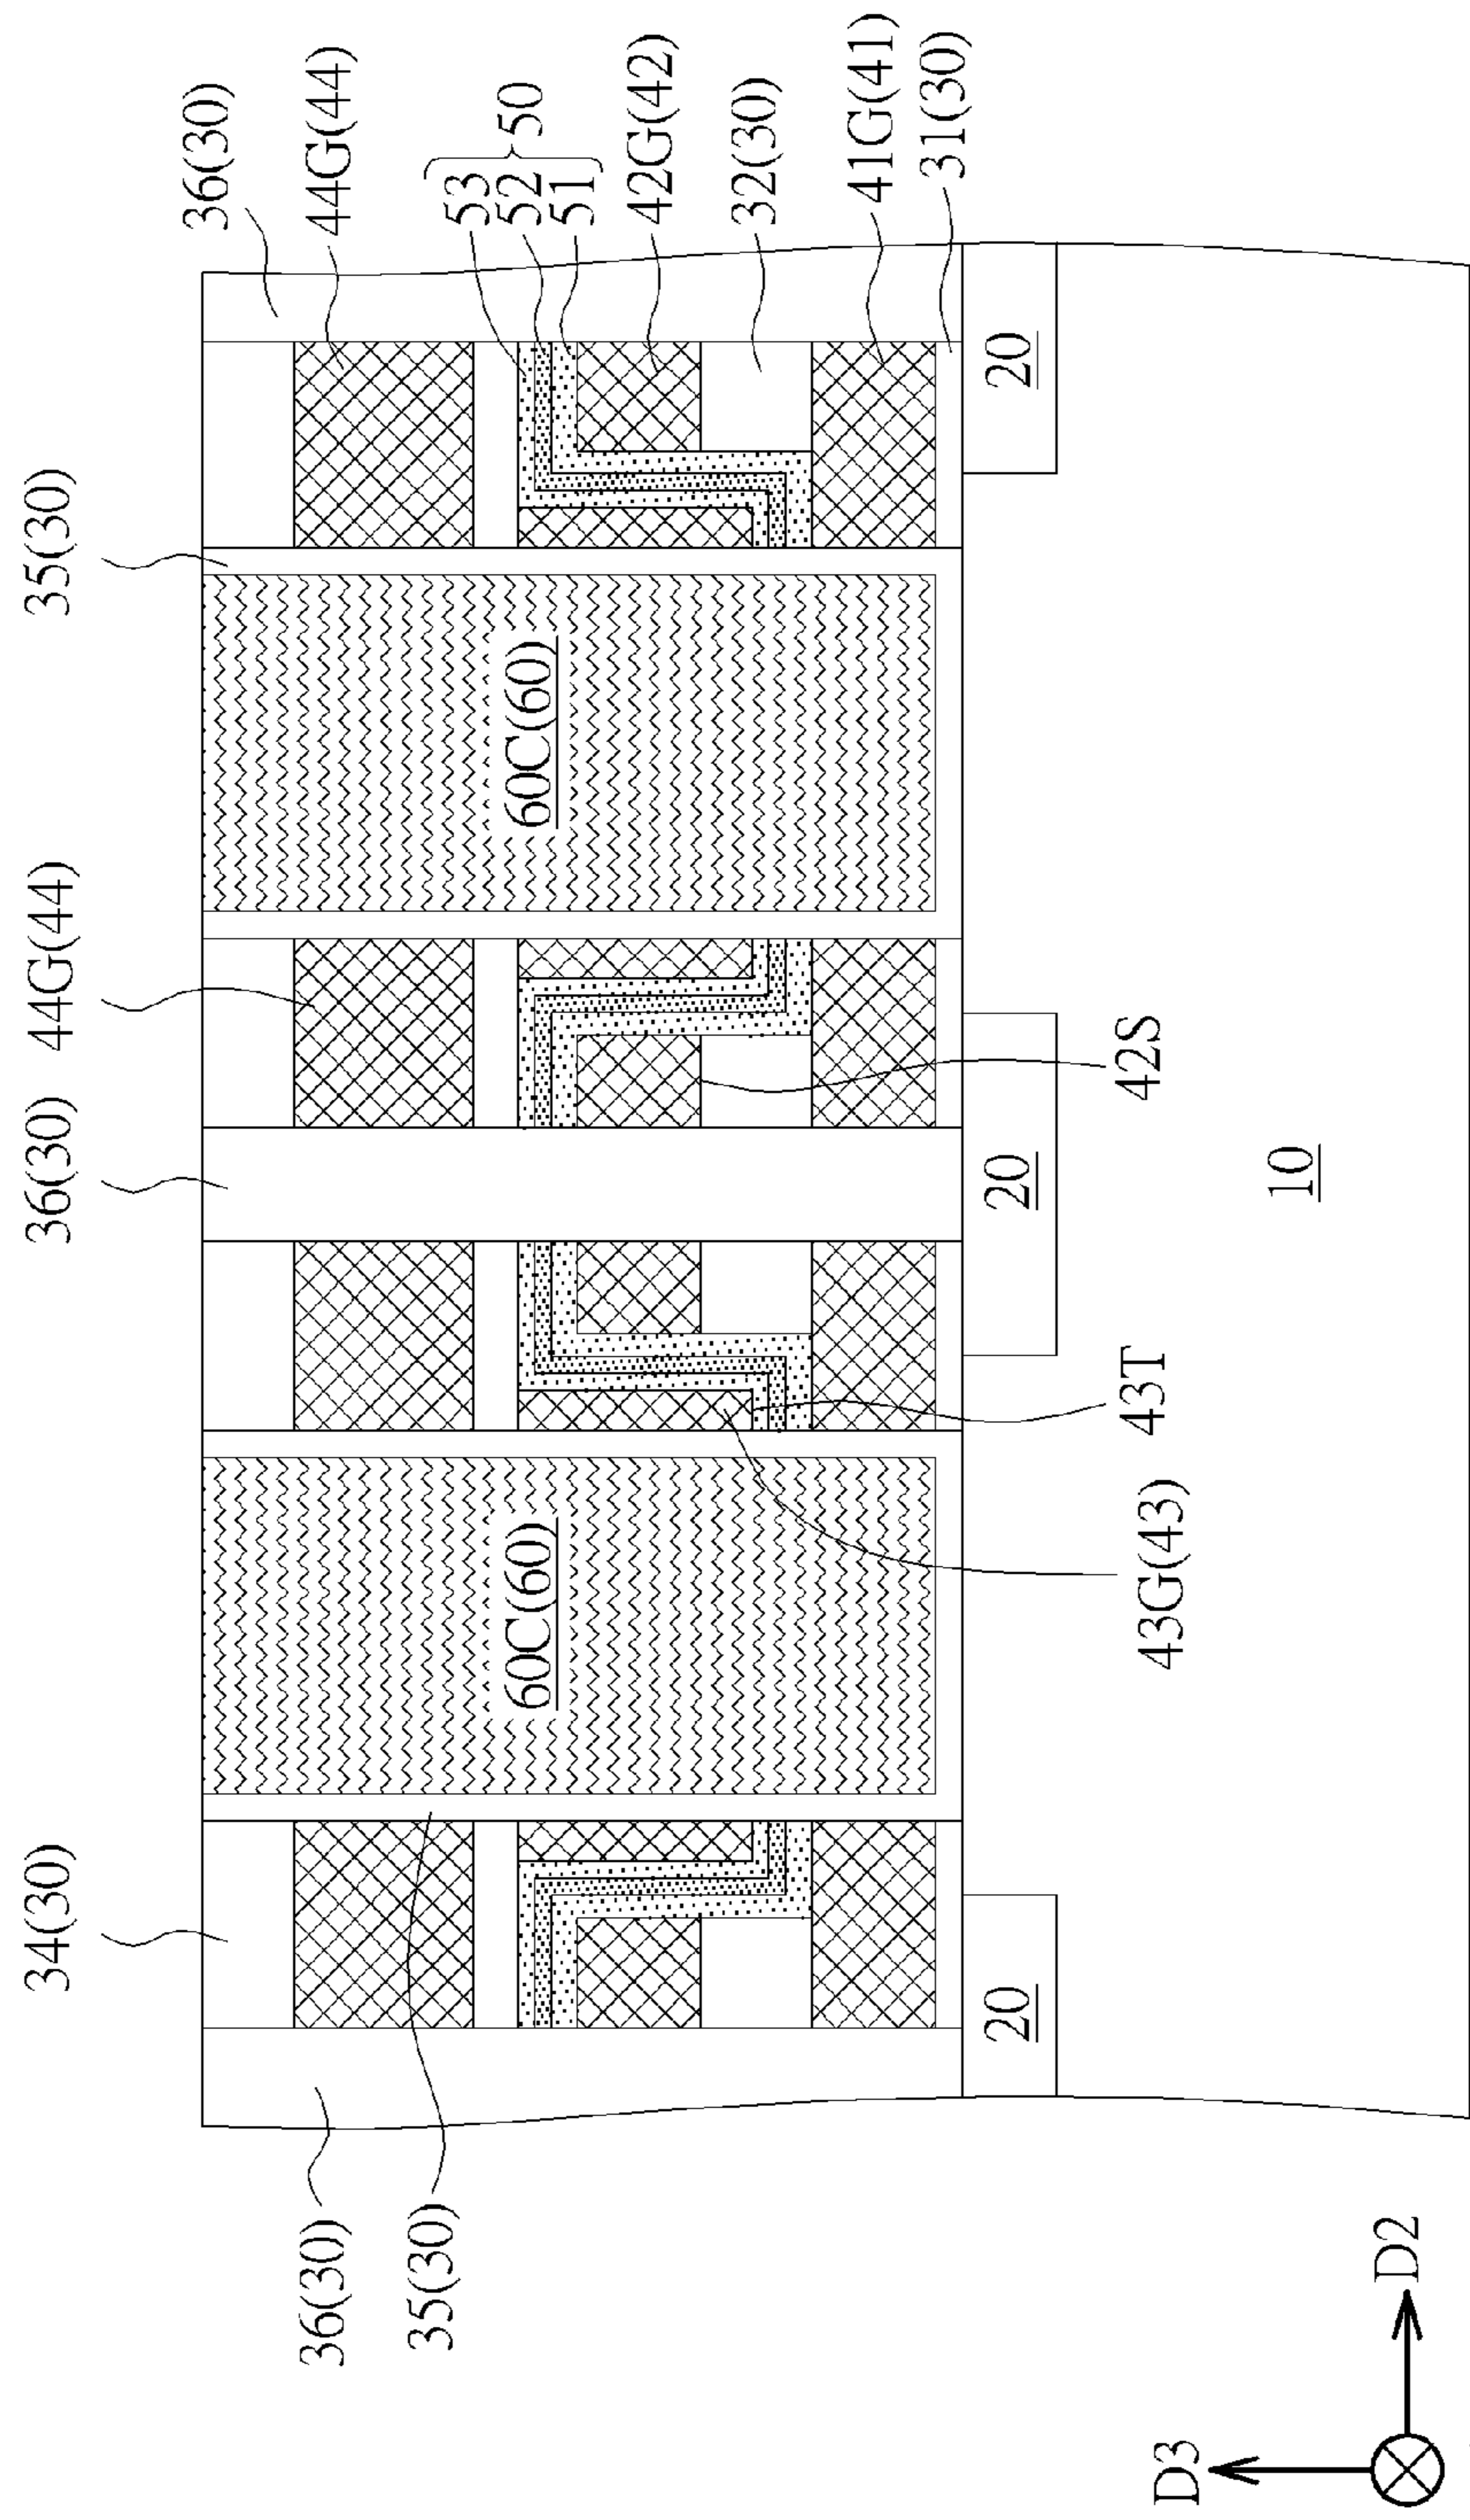 34(30)
36(30)
44G(44)
35(30)
36(30)
44G(44)
36(30)
35(30)
53
52
51
50
60C(60)
60C(60)
42G(42)
32(30)
41G(41)
31(30)
20
20
20
43G(43)
43T
42S
10
D3
D2